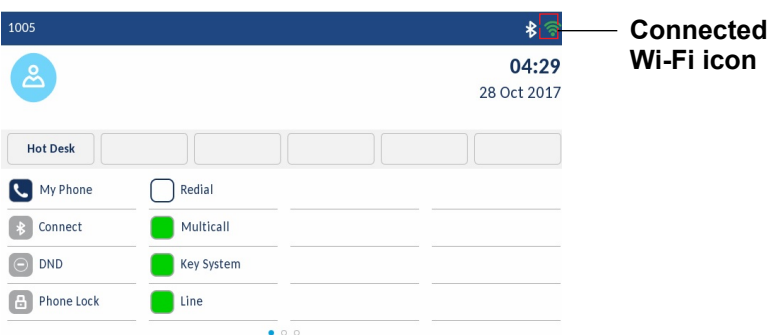 1005
Connected
Wi-Fi icon
04:29
28 Oct 2017
Hot Desk
My Phone
Redial
Connect
Multicall
DND
Key System
Phone Lock
Line